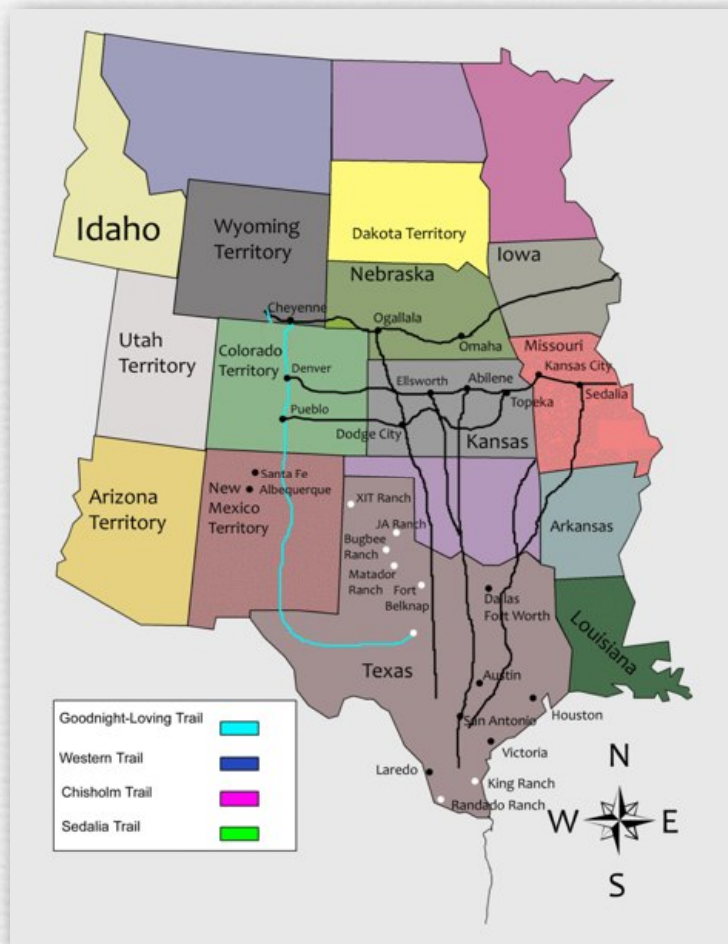 Idaho
Wyoming
Territory
Dakota Territory
Iowa
Nebraska
Cheyenne
Ogallala
Omaha
Utah
Territory
Colorado
Territory
Denver
Pueblo
Ellsworth
Abilene
Topeka
Dodge City
Kansas
Missouri
Kansas City
Sedalia
Arizona
Territory
New
Mexico
Territory
Santa Fe
Albequerque
XIT Ranch
JA Ranch
Bugbee
Ranch
Matador
Ranch
Fort
Belknap
Arkansas
Dallas
Fort Worth
Louisiana
Texas
Austin
San Antonio
Houston
Victoria
Laredo
King Ranch
Randado Ranch
Goodnight-Loving Trail
Western Trail
Chisholm Trail
Sedalia Trail
N
W
E
S